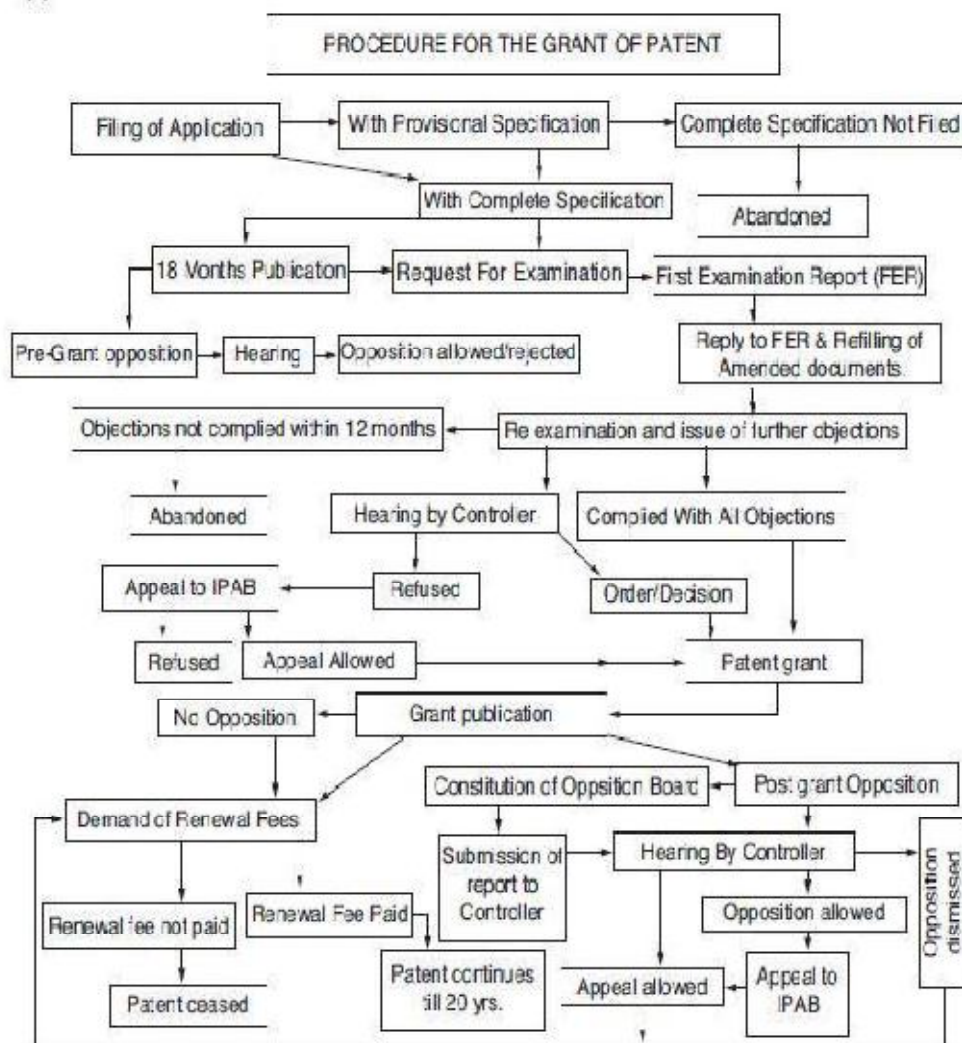 PROCEDURE FOR THE GRANT OF PATENT
Filing of Application
With Provisional Specification
Complete Specification Not Filed
With Complete Specification
Abandoned
18 Months Publication
Request For Examination
First Examination Report (FER)
Pre-Grant opposition
Hearing
Opposition allowed/rejected
Reply to FER & Refilling of
Amended documents
Objections not complied within 12 months
Re examination and issue of further objections
Abandoned
Hearing by Controller
Complied With All Objections
Appeal to IPAB
Refused
Order/Decision
Refused
Appeal Allowed
Patent grant
No Opposition
Grant publication
Constitution of Oppsition Board
Post grant Opposition
Demand of Renewal Fees
Submission of
report to
Controller
Hearing By Controller
Opposition
dismissed
Renewal fee not paid
Renewal Fee Paid
Opposition allowed
Patent ceased
Patent continues
till 20 yrs.
Appeal allowed
Appeal to
IPAB